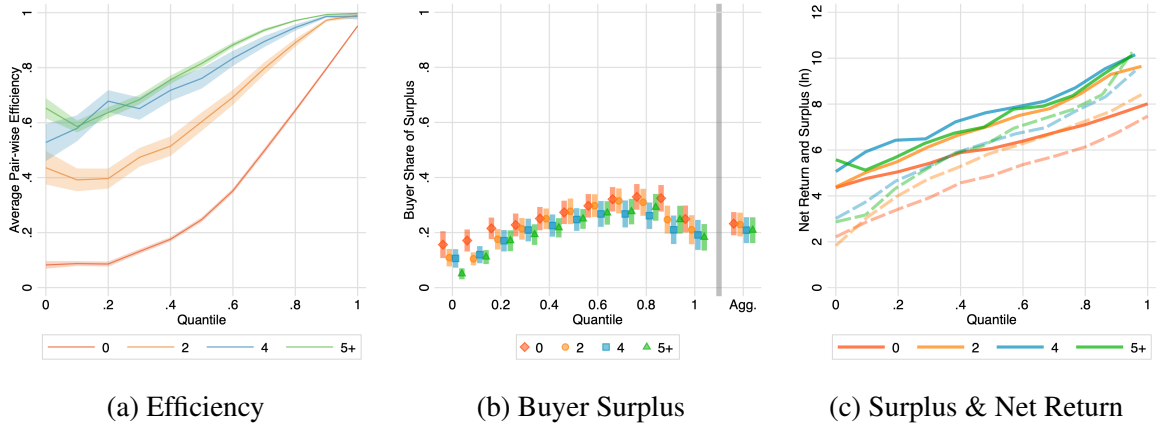 Average Pair-wise Efficiency
0 .2 .4 .6 .8 1
0 .2 .4 .6 .8 1
Quantile
0 2 4 5+
(a) Efficiency
Buyer Share of Surplus
0 .2 .4 .6 .8 1
0 0.2 0.4 0.6 0.8 1 Agg.
Quantile
0 2 4 5+
(b) Buyer Surplus
Net Return and Surplus (ln)
0 2 4 6 8 10 12
0 .2 .4 .6 .8 1
Quantile
0 2 4 5+
(c) Surplus & Net Return